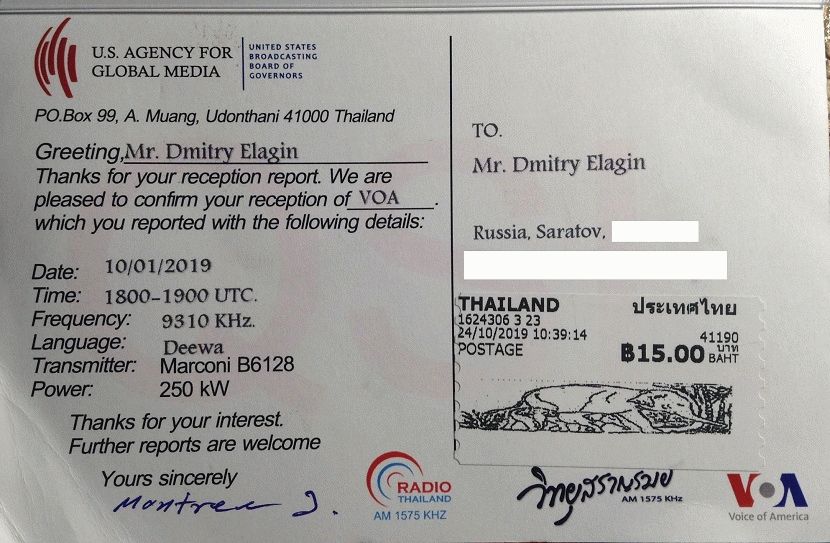 U.S. AGENCY FOR
GLOBAL MEDIA
UNITED STATES
BROADCASTING
BOARD OF
GOVERNORS
PO.Box 99, A. Muang, Udonthani 41000 Thailand
Greeting, Mr. Dmitry Elagin
Thanks for your reception report. We are
pleased to confirm your reception of VOA .
which you reported with the following details:
Date: 10/01/2019
Time: 1800-1900 UTC.
Frequency: 9310 KHz.
Language: Deewa
Transmitter: Marconi B6128
Power: 250 kW
Thanks for your interest.
Further reports are welcome
Yours sincerely
Montree J.
TO.
Mr. Dmitry Elagin
Russia, Saratov,
THAILAND ประเทศไทย
1624306 3 23
24/10/2019 10:39:14 41190
POSTAGE ฿15.00 บาท
BAHT
RADIO
THAILAND
AM 1575 KHZ
วิทยุสราญรมย์
AM 1575 KHz
VOA
Voice of America